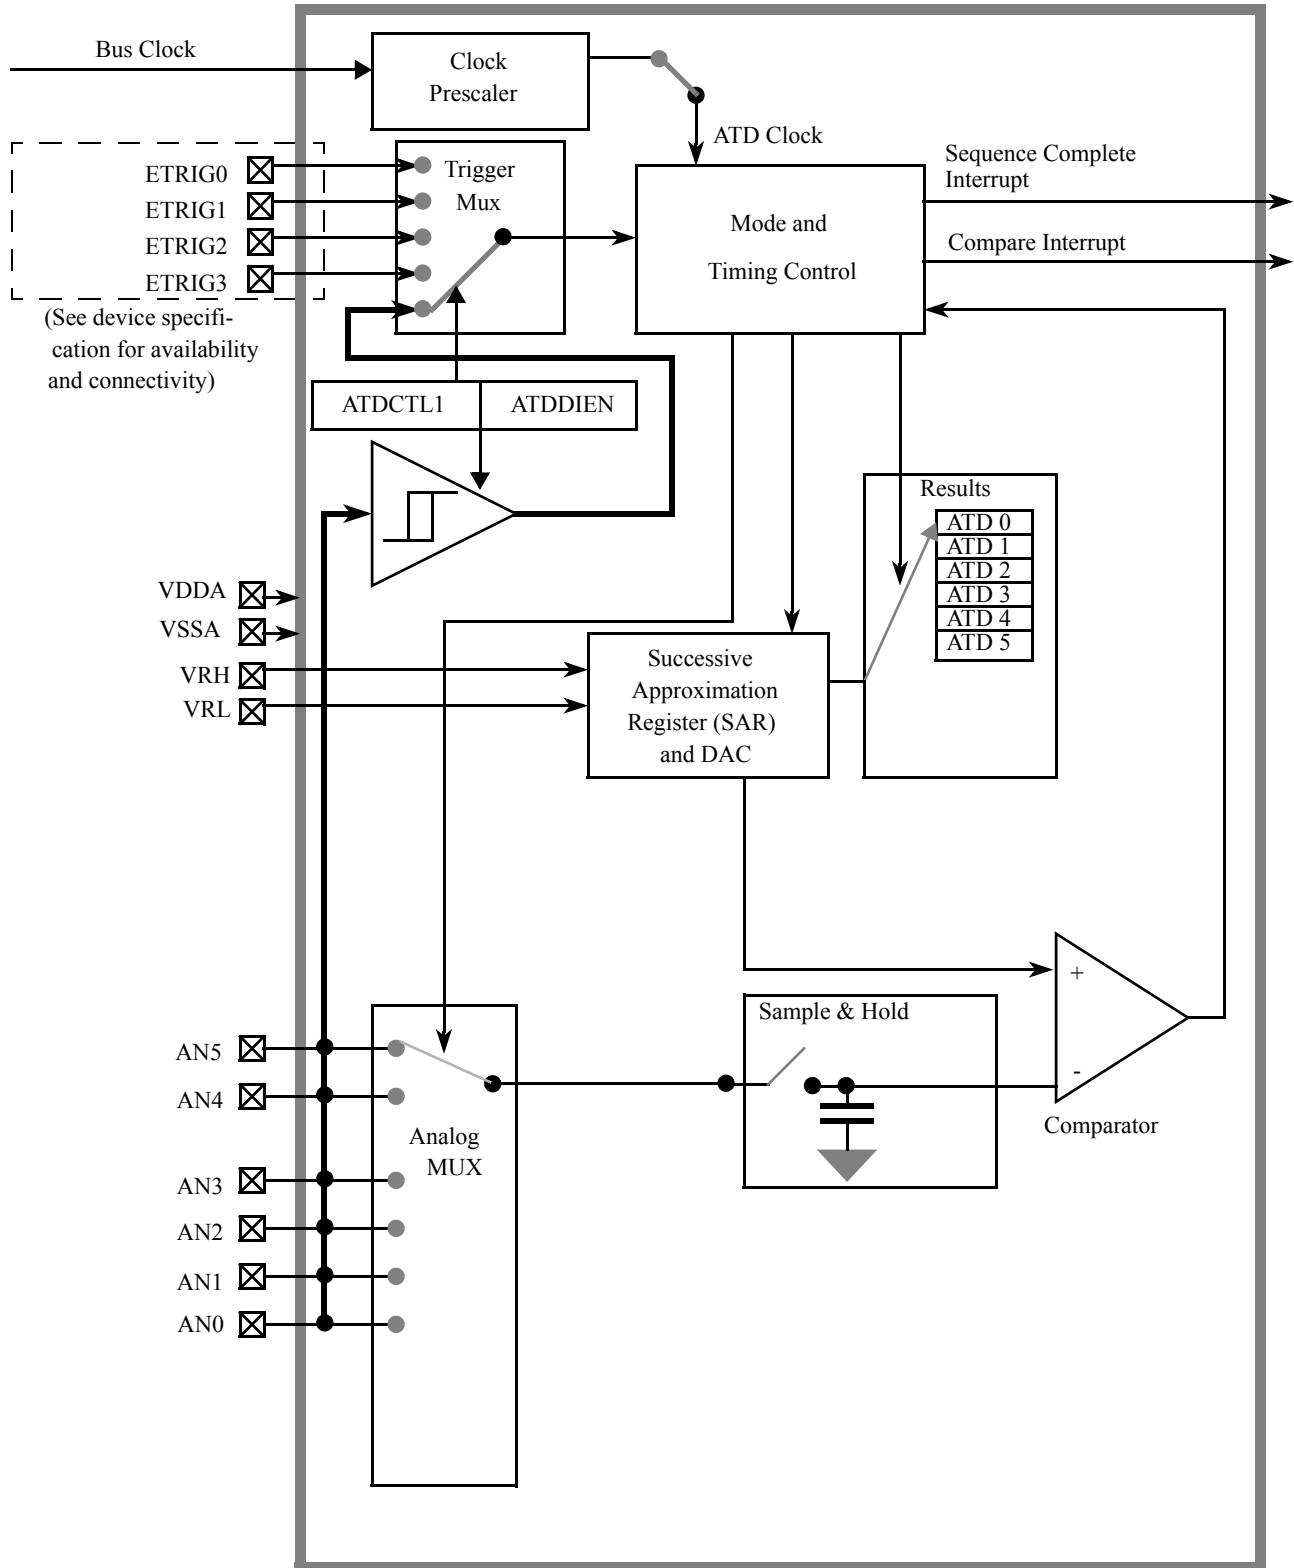 Bus Clock
Clock
Prescaler
ATD Clock
ETRIG0
ETRIG1
ETRIG2
ETRIG3
(See device specifi-
cation for availability
and connectivity)
Trigger
Mux
Mode and
Timing Control
Sequence Complete
Interrupt
Compare Interrupt
ATDCTL1
ATDDIEN
Results
ATD 0
ATD 1
ATD 2
ATD 3
ATD 4
ATD 5
VDDA
VSSA
VRH
VRL
Successive
Approximation
Register (SAR)
and DAC
+
-
Comparator
Sample & Hold
AN5
AN4
AN3
AN2
AN1
AN0
Analog
MUX